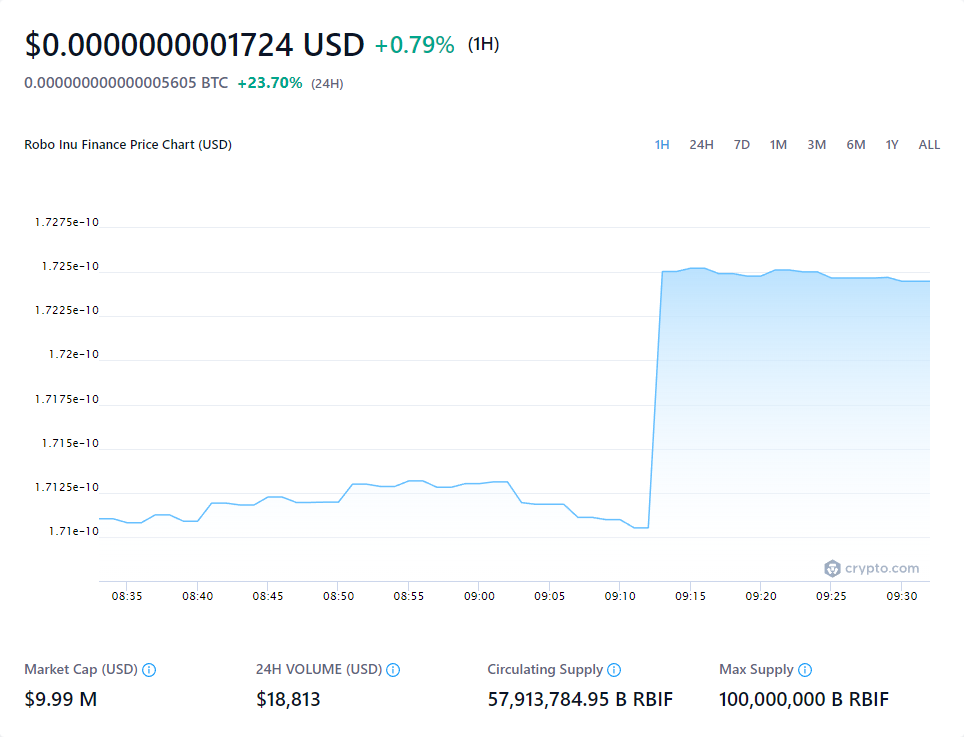 $0.0000000001724 USD +0.79% (1H)
0.000000000000005605 BTC +23.70% (24H)
Robo Inu Finance Price Chart (USD) 1H 24H 7D 1M 3M 6M 1Y ALL
1.7275e-10
1.725e-10
1.7225e-10
1.72e-10
1.7175e-10
1.715e-10
1.7125e-10
1.71e-10
crypto.com
08:35 08:40 08:45 08:50 08:55 09:00 09:05 09:10 09:15 09:20 09:25 09:30
Market Cap (USD) 24H VOLUME (USD) Circulating Supply Max Supply
$9.99 M $18,813 57,913,784.95 B RBIF 100,000,000 B RBIF